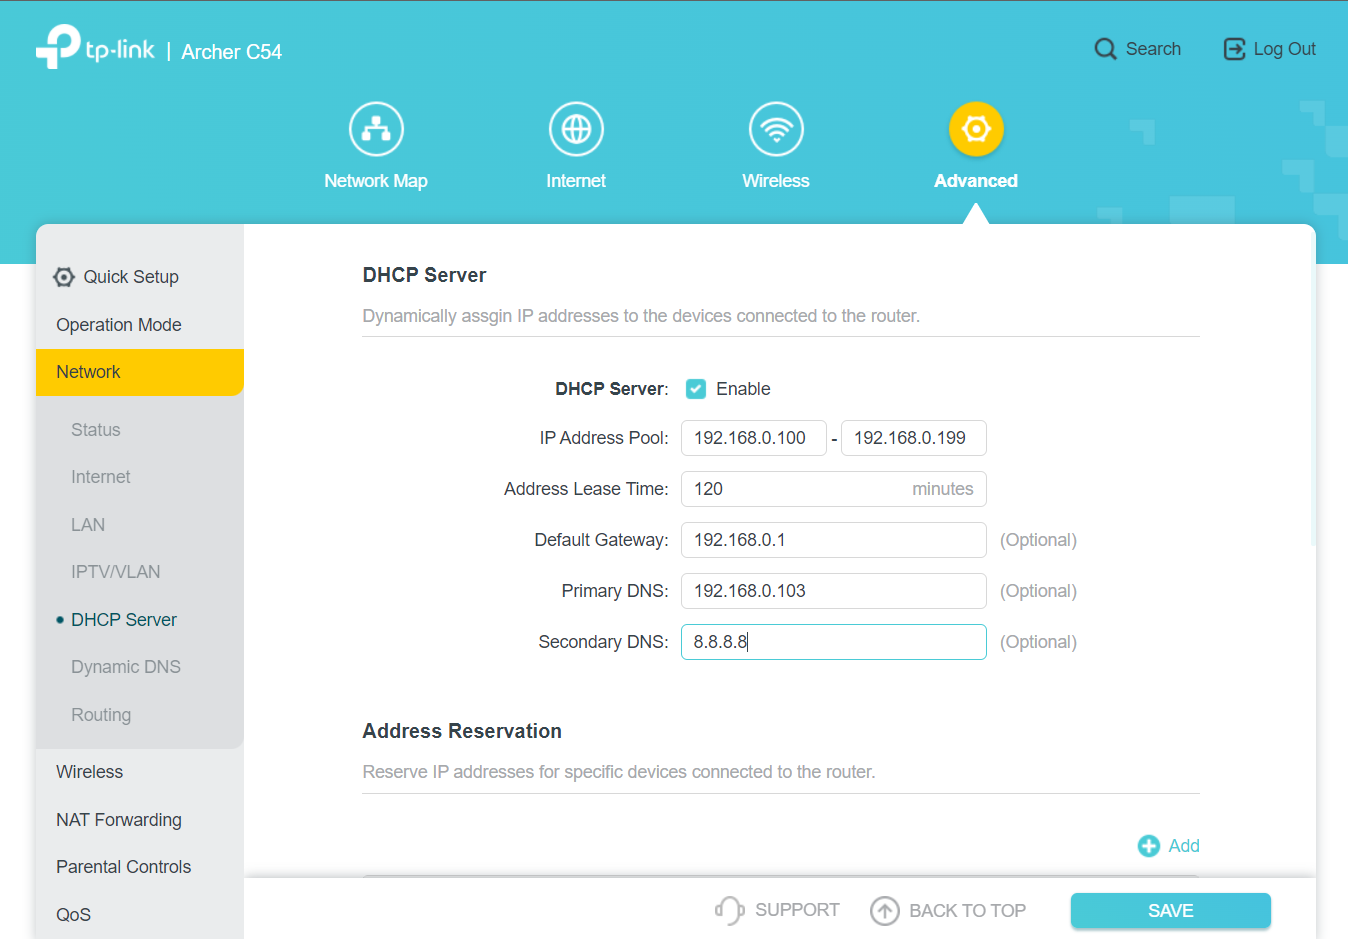 tp-link | Archer C54
Search
Log Out
Network Map
Internet
Wireless
Advanced
Quick Setup
Operation Mode
Network
Status
Internet
LAN
IPTV/VLAN
DHCP Server
Dynamic DNS
Routing
Wireless
NAT Forwarding
Parental Controls
QoS
DHCP Server
Dynamically assgin IP addresses to the devices connected to the router.
DHCP Server: Enable
IP Address Pool: 192.168.0.100 - 192.168.0.199
Address Lease Time: 120 minutes
Default Gateway: 192.168.0.1 (Optional)
Primary DNS: 192.168.0.103 (Optional)
Secondary DNS: 8.8.8.8 (Optional)
Address Reservation
Reserve IP addresses for specific devices connected to the router.
Add
SUPPORT
BACK TO TOP
SAVE